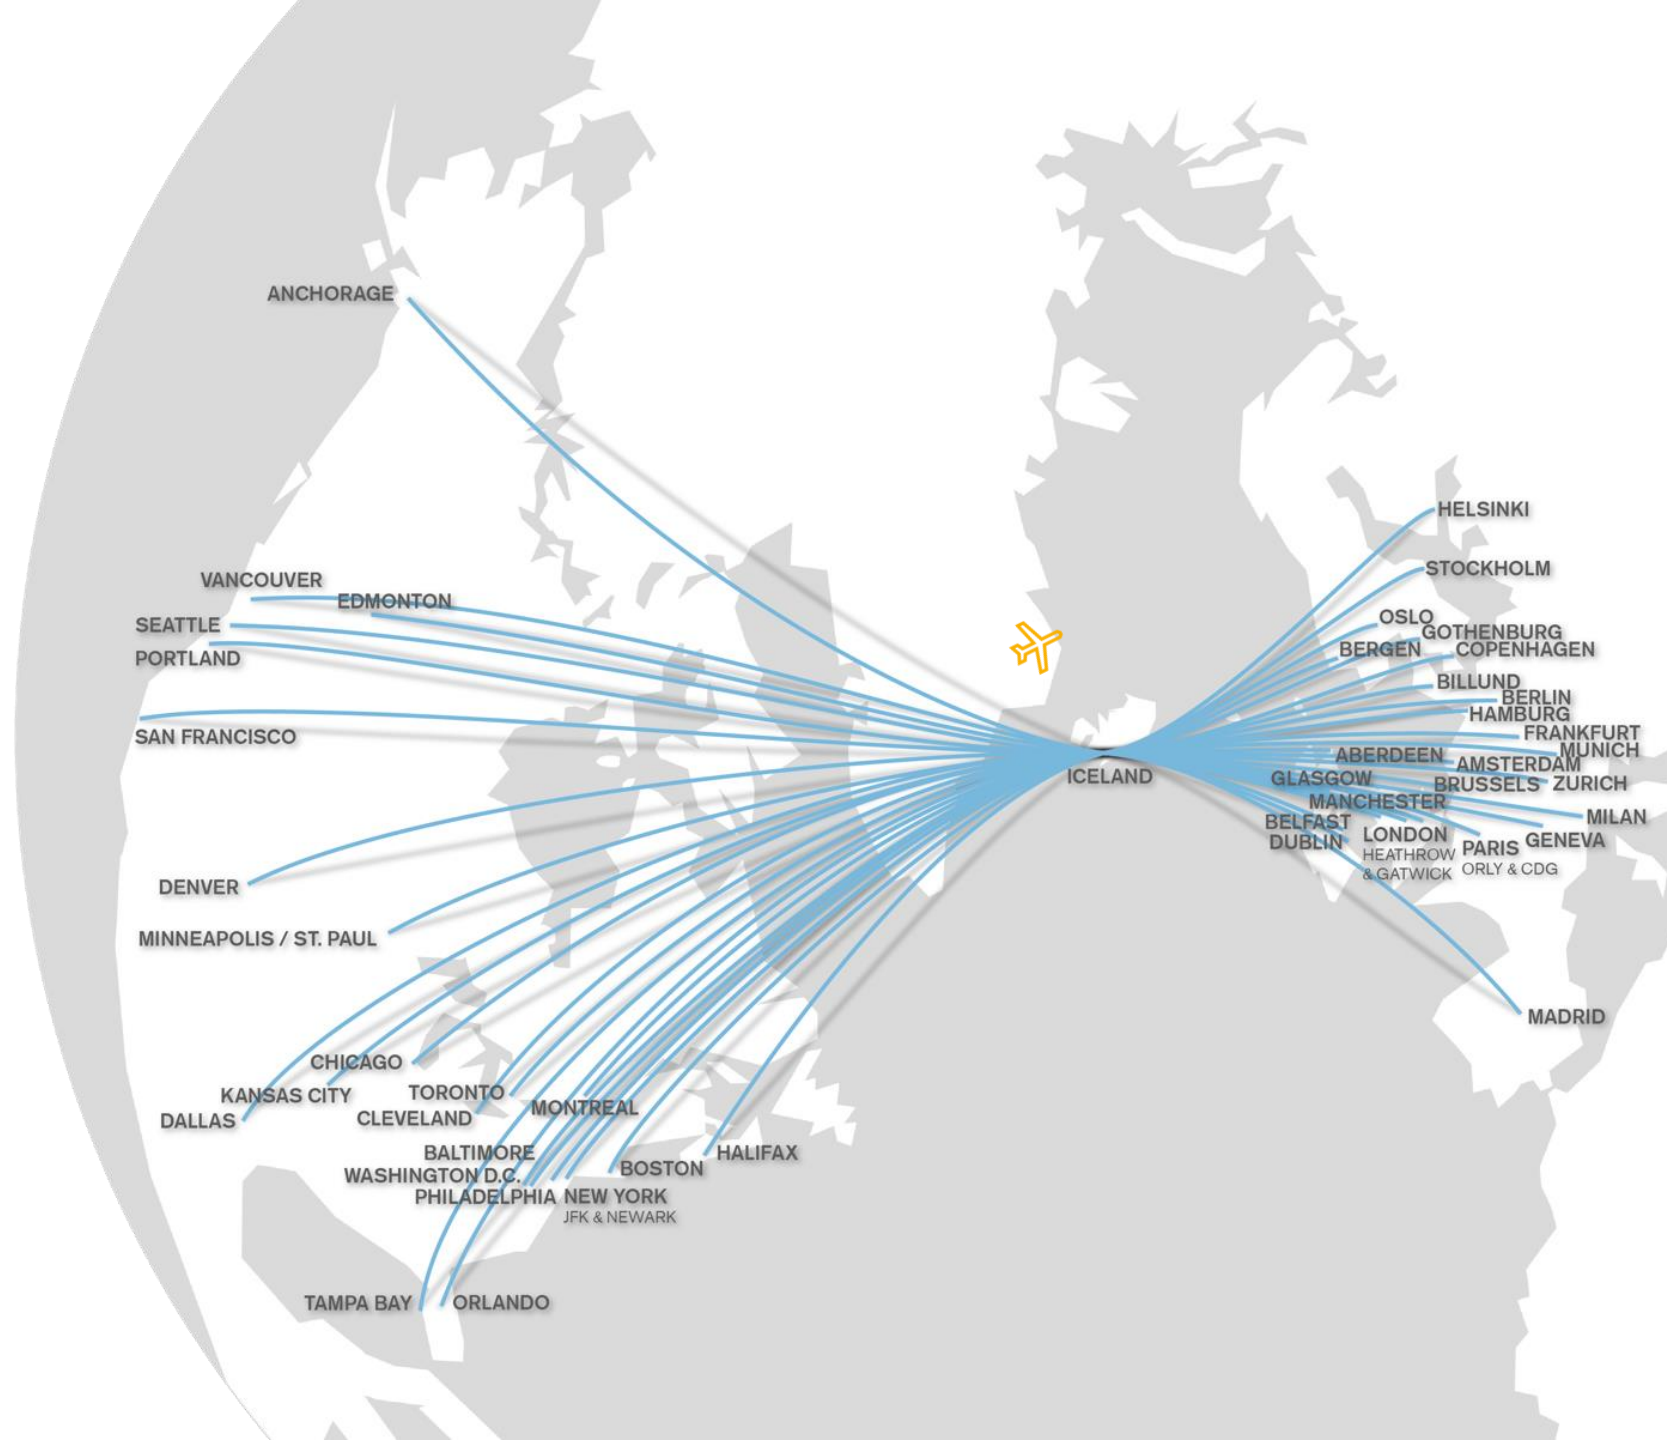 ANCHORAGE
VANCOUVER
EDMONTON
SEATTLE
PORTLAND
SAN FRANCISCO
DENVER
MINNEAPOLIS / ST. PAUL
CHICAGO
KANSAS CITY
DALLAS
TORONTO
CLEVELAND
MONTREAL
BALTIMORE
WASHINGTON D.C.
PHILADELPHIA
NEW YORK
JFK & NEWARK
BOSTON
HALIFAX
TAMPA BAY
ORLANDO
ICELAND
HELSINKI
STOCKHOLM
OSLO
GOTHENBURG
BERGEN
COPENHAGEN
BILLUND
BERLIN
HAMBURG
FRANKFURT
MUNICH
ABERDEEN
AMSTERDAM
GLASGOW
BRUSSELS
ZURICH
MANCHESTER
MILAN
BELFAST
DUBLIN
LONDON
HEATHROW
& GATWICK
PARIS
ORLY & CDG
GENEVA
MADRID